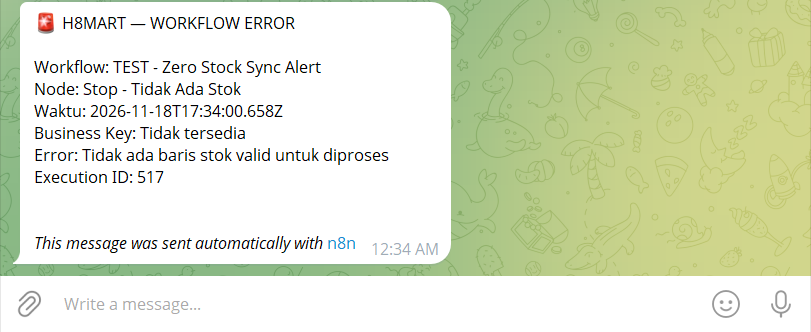 🚨 H8MART — WORKFLOW ERROR
Workflow: TEST - Zero Stock Sync Alert
Node: Stop - Tidak Ada Stok
Waktu: 2026-11-18T17:34:00.658Z
Business Key: Tidak tersedia
Error: Tidak ada baris stok valid untuk diproses
Execution ID: 517
This message was sent automatically with n8n
12:34 AM
Write a message...